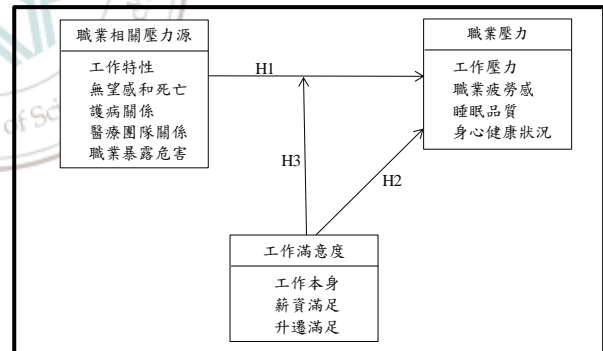 職業相關壓力源
工作特性
無望感和死亡
護病關係
醫療團隊關係
職業暴露危害
H1
職業壓力
工作壓力
職業疲勞感
睡眠品質
身心健康狀況
H3
H2
工作滿意度
工作本身
薪資滿足
升遷滿足
of Sc